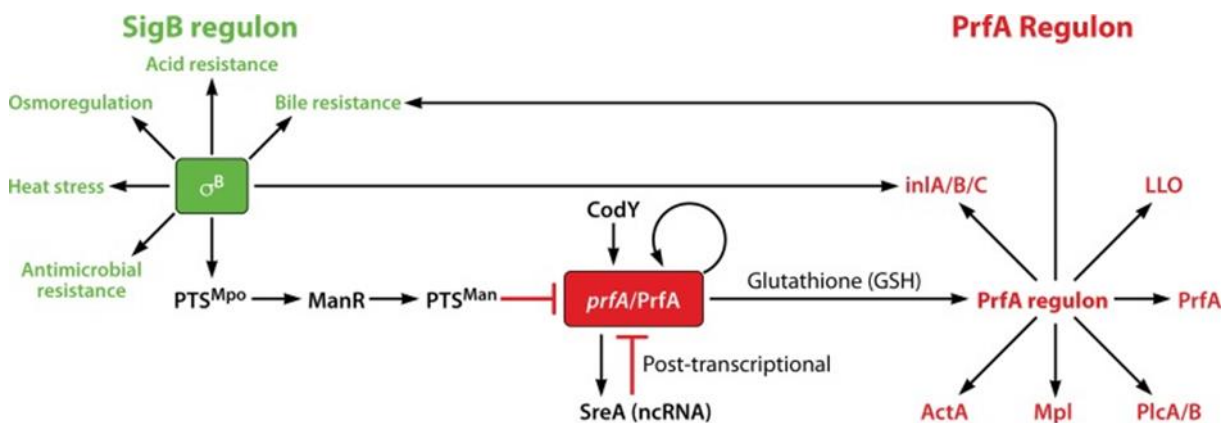 SigB regulon
PrfA Regulon
Acid resistance
Osmoregulation
Bile resistance
Heat stress
σᴮ
inlA/B/C
LLO
CodY
Antimicrobial
resistance
PTSᴹᵖᵒ
ManR
PTSᴹᵃⁿ
prfA/PrfA
Glutathione (GSH)
PrfA regulon
PrfA
Post-transcriptional
SreA (ncRNA)
ActA
Mpl
PlcA/B